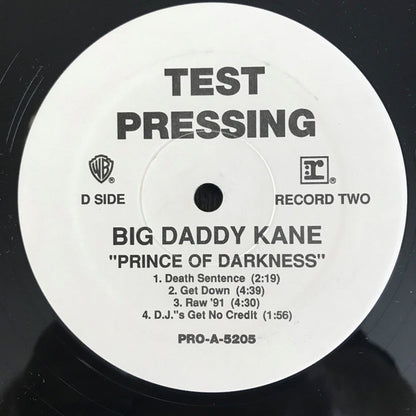 TEST
PRESSING
WB ®
r ®
D SIDE
RECORD TWO
BIG DADDY KANE
"PRINCE OF DARKNESS"
1. Death Sentence (2:19)
2. Get Down (4:39)
3. Raw '91 (4:30)
4. D.J."s Get No Credit (1:56)
PRO-A-5205